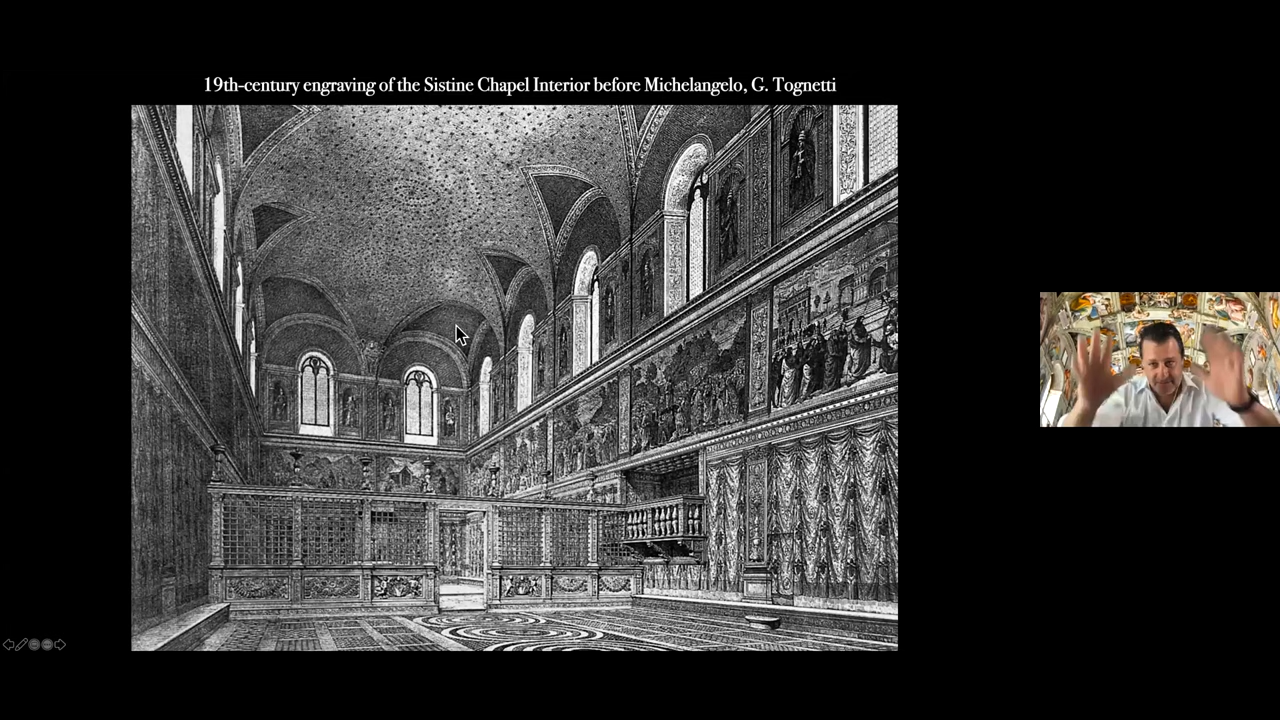 19th-century engraving of the Sistine Chapel Interior before Michelangelo, G. Tognetti